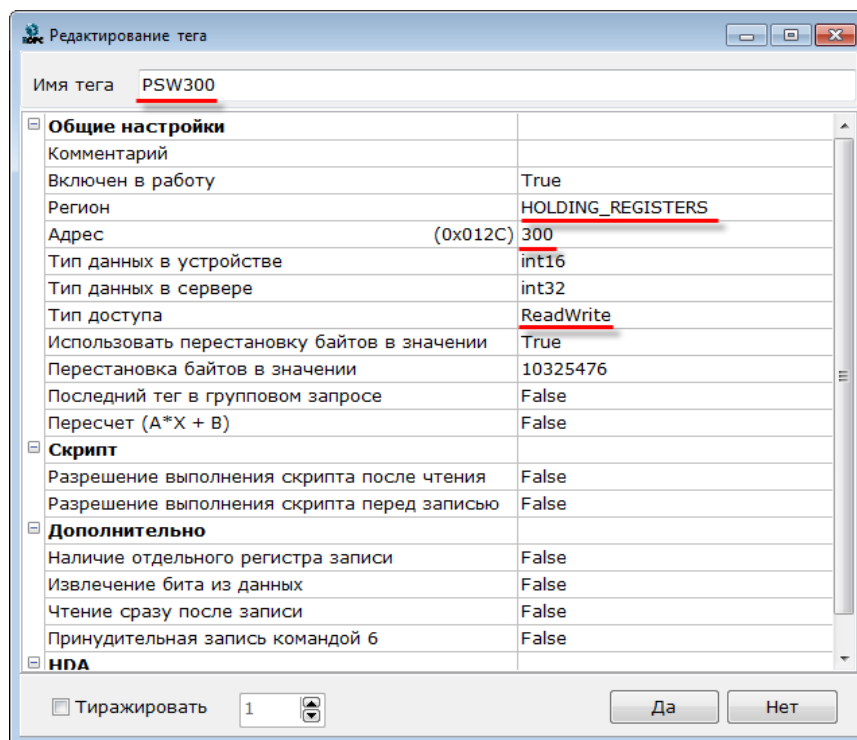 Редактирование тега
Имя тега PSW300
Общие настройки
Комментарий
Включен в работу True
Регион HOLDING_REGISTERS
Адрес (0x012C) 300
Тип данных в устройстве int16
Тип данных в сервере int32
Тип доступа ReadWrite
Использовать перестановку байтов в значении True
Перестановка байтов в значении 10325476
Последний тег в групповом запросе False
Пересчет (A*X + B) False
Скрипт
Разрешение выполнения скрипта после чтения False
Разрешение выполнения скрипта перед записью False
Дополнительно
Наличие отдельного регистра записи False
Извлечение бита из данных False
Чтение сразу после записи False
Принудительная запись командой 6 False
HDA
Тиражировать 1 Да Нет